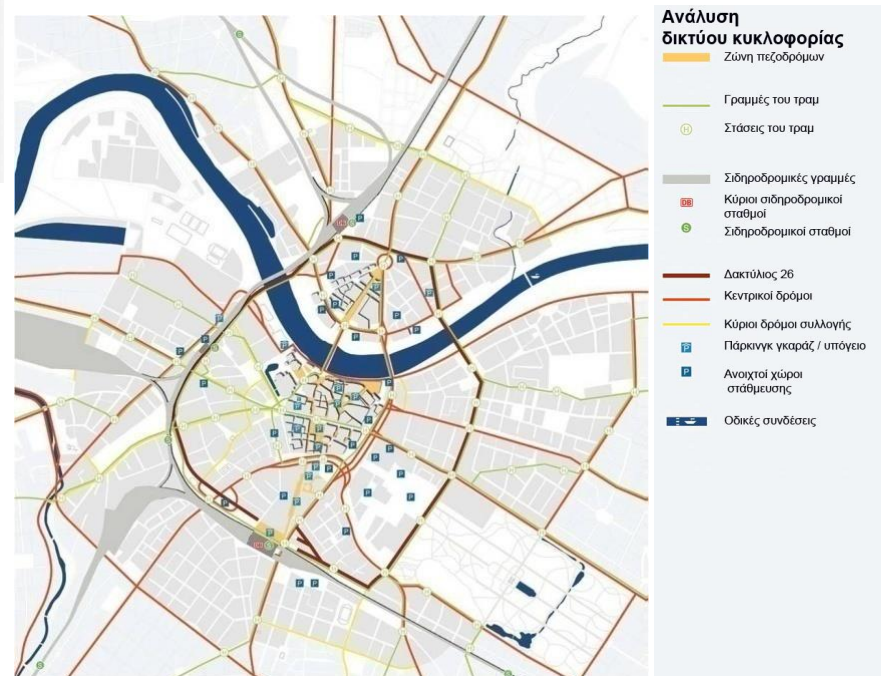 Ανάλυση
δικτύου κυκλοφορίας
Ζώνη πεζοδρόμων
Γραμμές του τραμ
H
Στάσεις του τραμ
Σιδηροδρομικές γραμμές
DB
Κύριοι σιδηροδρομικοί
σταθμοί
S
Σιδηροδρομικοί σταθμοί
Δακτύλιος 26
Κεντρικοί δρόμοι
Κύριοι δρόμοι συλλογής
P
Πάρκινγκ γκαράζ / υπόγειο
P
Ανοιχτοί χώροι
στάθμευσης
Οδικές συνδέσεις